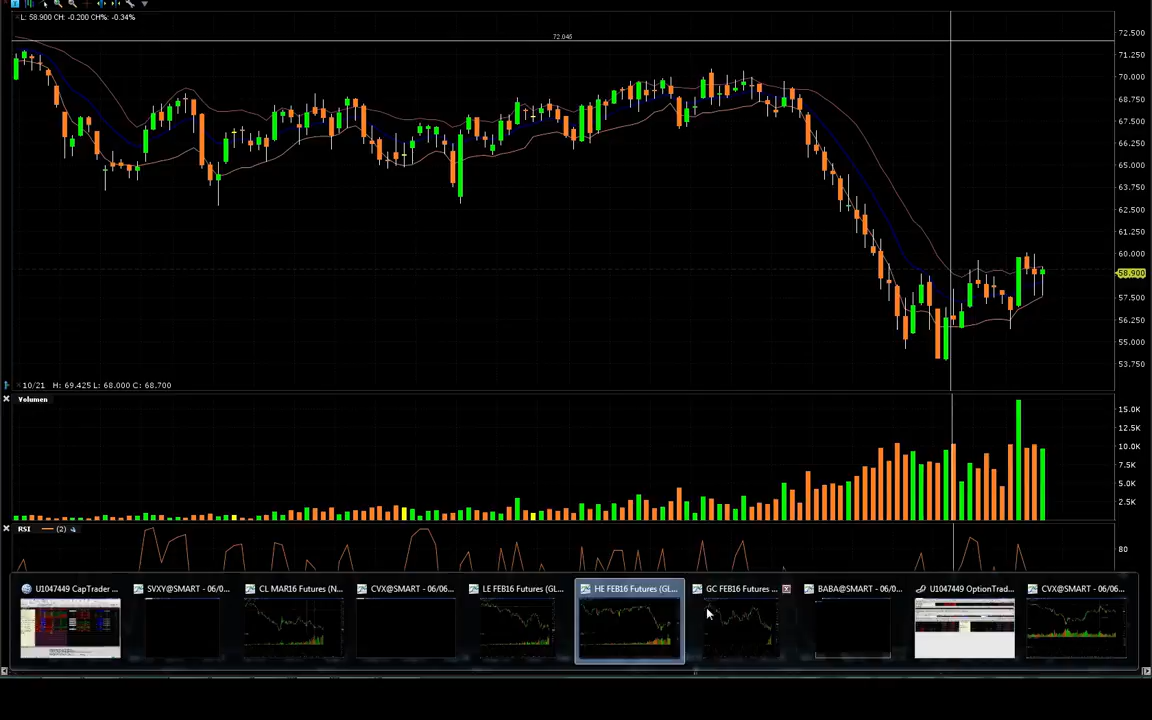 L: 58.900 CH: -0.200 CH%: -0.34%
72.046
72.500
71.250
70.000
68.750
67.500
66.250
65.000
63.750
62.500
61.250
60.000
58.900
57.500
56.250
55.000
53.750
10/21 H: 69.425 L: 68.000 C: 68.700
Volumen
15.0K
12.5K
10.0K
7.5K
5.0K
2.5K
RSI (2)
80
U1047449 CapTrader ...
SVXY@SMART - 06/0...
CL MAR16 Futures (N...
CVX@SMART - 06/06...
LE FEB16 Futures (GL...
HE FEB16 Futures (GL...
GC FEB16 Futures ...
BABA@SMART - 06/0...
U1047449 OptionTrad...
CVX@SMART - 06/06...